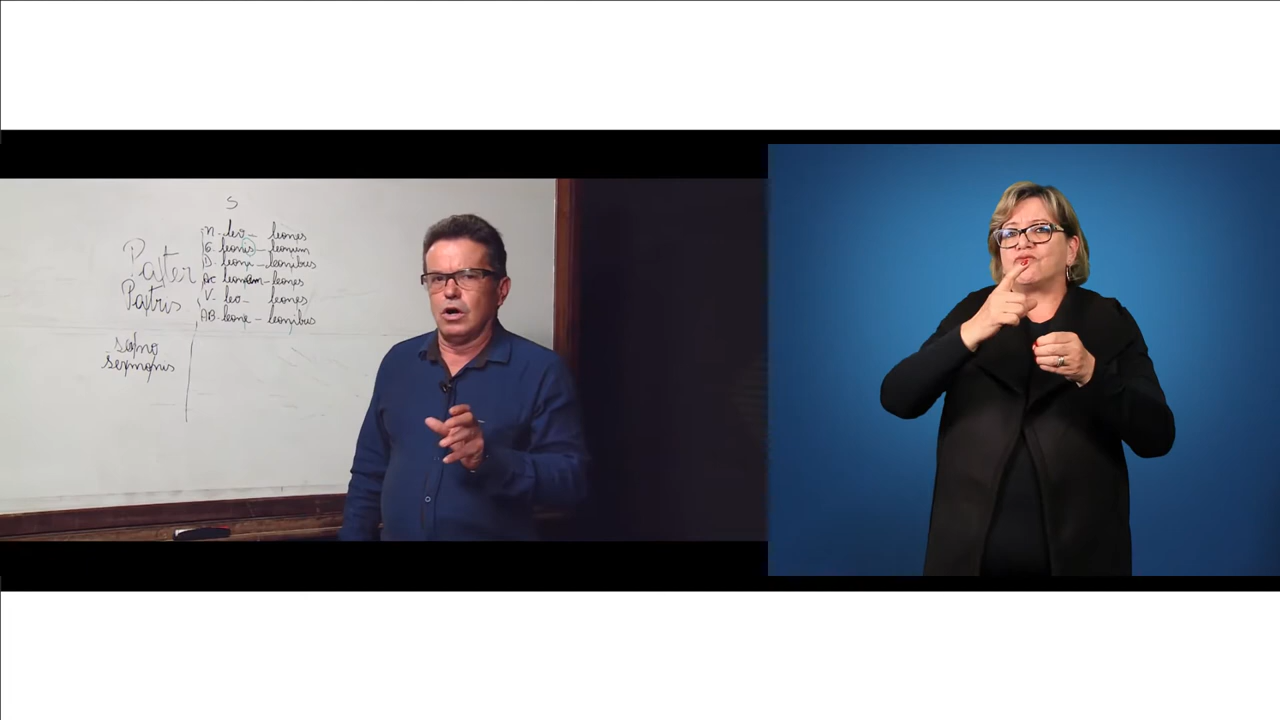 S
N. leo - leones
G. leonis - leonum
D. leoni - leonibus
Ac leonem - leones
V. leo - leones
AB. leone - leonibus
Pater
Patris
sermo
sermonis